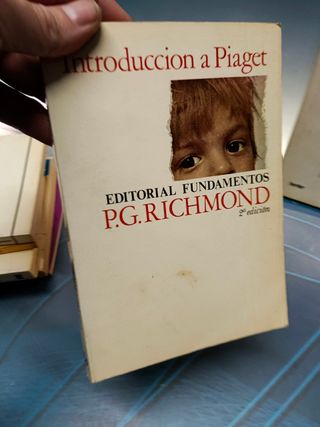 Introduccion a Piaget
EDITORIAL FUNDAMENTOS
P.G.RICHMOND
2ª edición